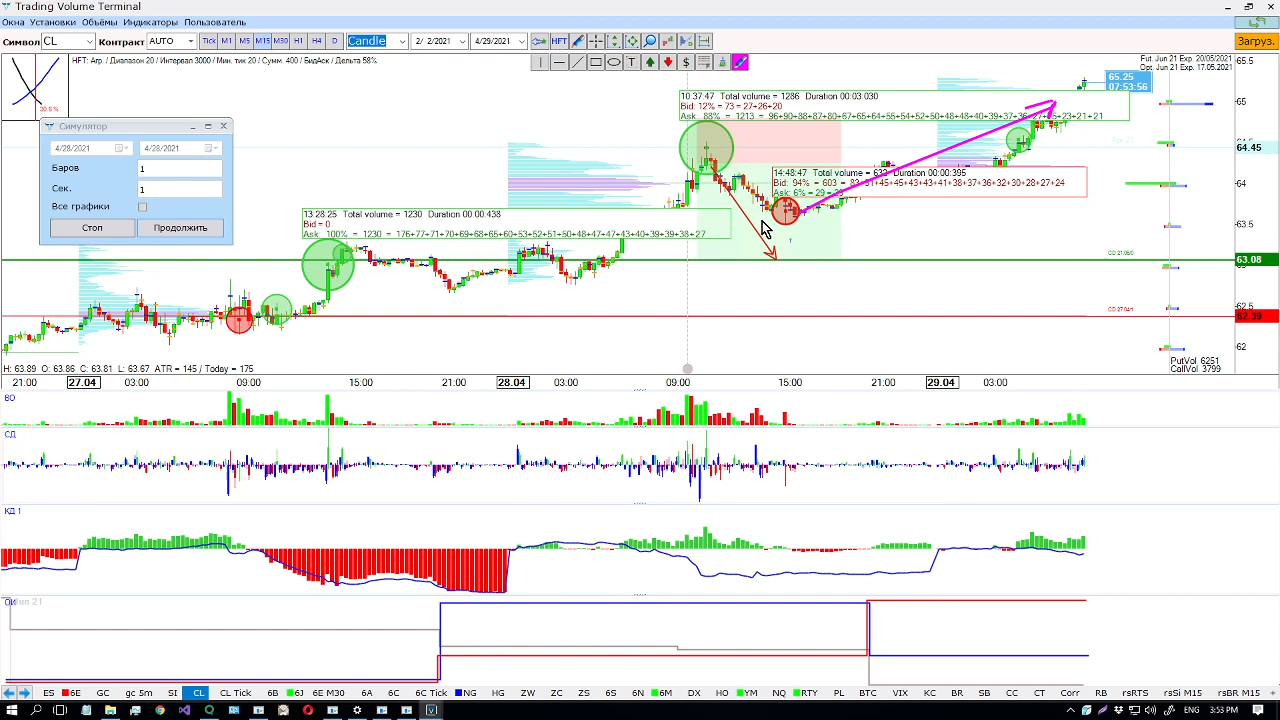 Trading Volume Terminal
Окна Установки Объёмы Индикаторы Пользователь
Символ CL Контракт AUTO Tick M1 M5 M15 M30 H1 H4 D Candle 2/ 2/2021 4/29/2021 HFT Загруз.
T $
HFT: Агр. / Диапазон 20 / Интервал 3000 / Мин. тик 20 / Сумм. 400 / БидАск / Дельта 58%
Fut. Jun 21 Exp. 20/05/2021
Opt. Jun 21 Exp. 17.05/2021
65.5
65.25
07-53-56
65
64.45
64
63.5
63.08
62.5
62.39
62
30.6 %
Симулятор
4/28/2021 4/28/2021
Баров 1
Сек. 1
Все графики
Стоп Продолжить
10:37:47 Total volume = 1286 Duration 00:03:030
Bid: 12% = 73 = 27+26+20
14:48:47
Duration 00:00:395
13:28:25 Total volume = 1230 Duration 00:00:438
Bid = 0
Ask 100% = 1230 = 176+77+71+70+69+68+65+60+53+52+51+50+48+47+47+43+40+39+39+38+27
H: 63.89 O: 63.86 C: 63.81 L: 63.67 ATR = 145 / Today = 175
PutVol 6251
CallVol 3799
21:00 27.04 03:00 09:00 15:00 21:00 28.04 03:00 09:00 15:00 21:00 29.04 03:00
ВО
СД
КД 1
ОИ Jun 21
ES 6E GC gc 5m SI CL CL Tick 6B 6J 6E M30 6A 6C 6C Tick NG HG ZW ZC ZS 6S 6N 6M DX HO YM NQ RTY PL BTC VIX KC BR SB CC CT Corr RB rsRTS rsSi M15 rsBR M15
ENG 3:53 PM